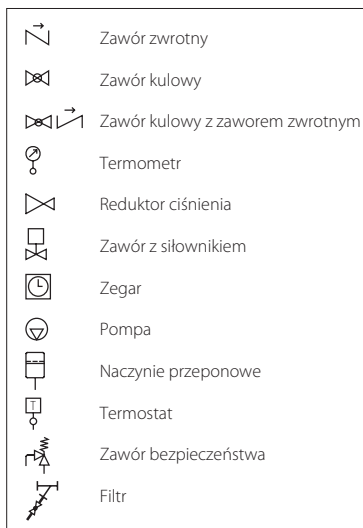 Zawór zwrotny
Zawór kulowy
Zawór kulowy z zaworem zwrotnym
Termometr
Reduktor ciśnienia
Zawór z siłownikiem
Zegar
Pompa
Naczynie przeponowe
T Termostat
Zawór bezpieczeństwa
Filtr